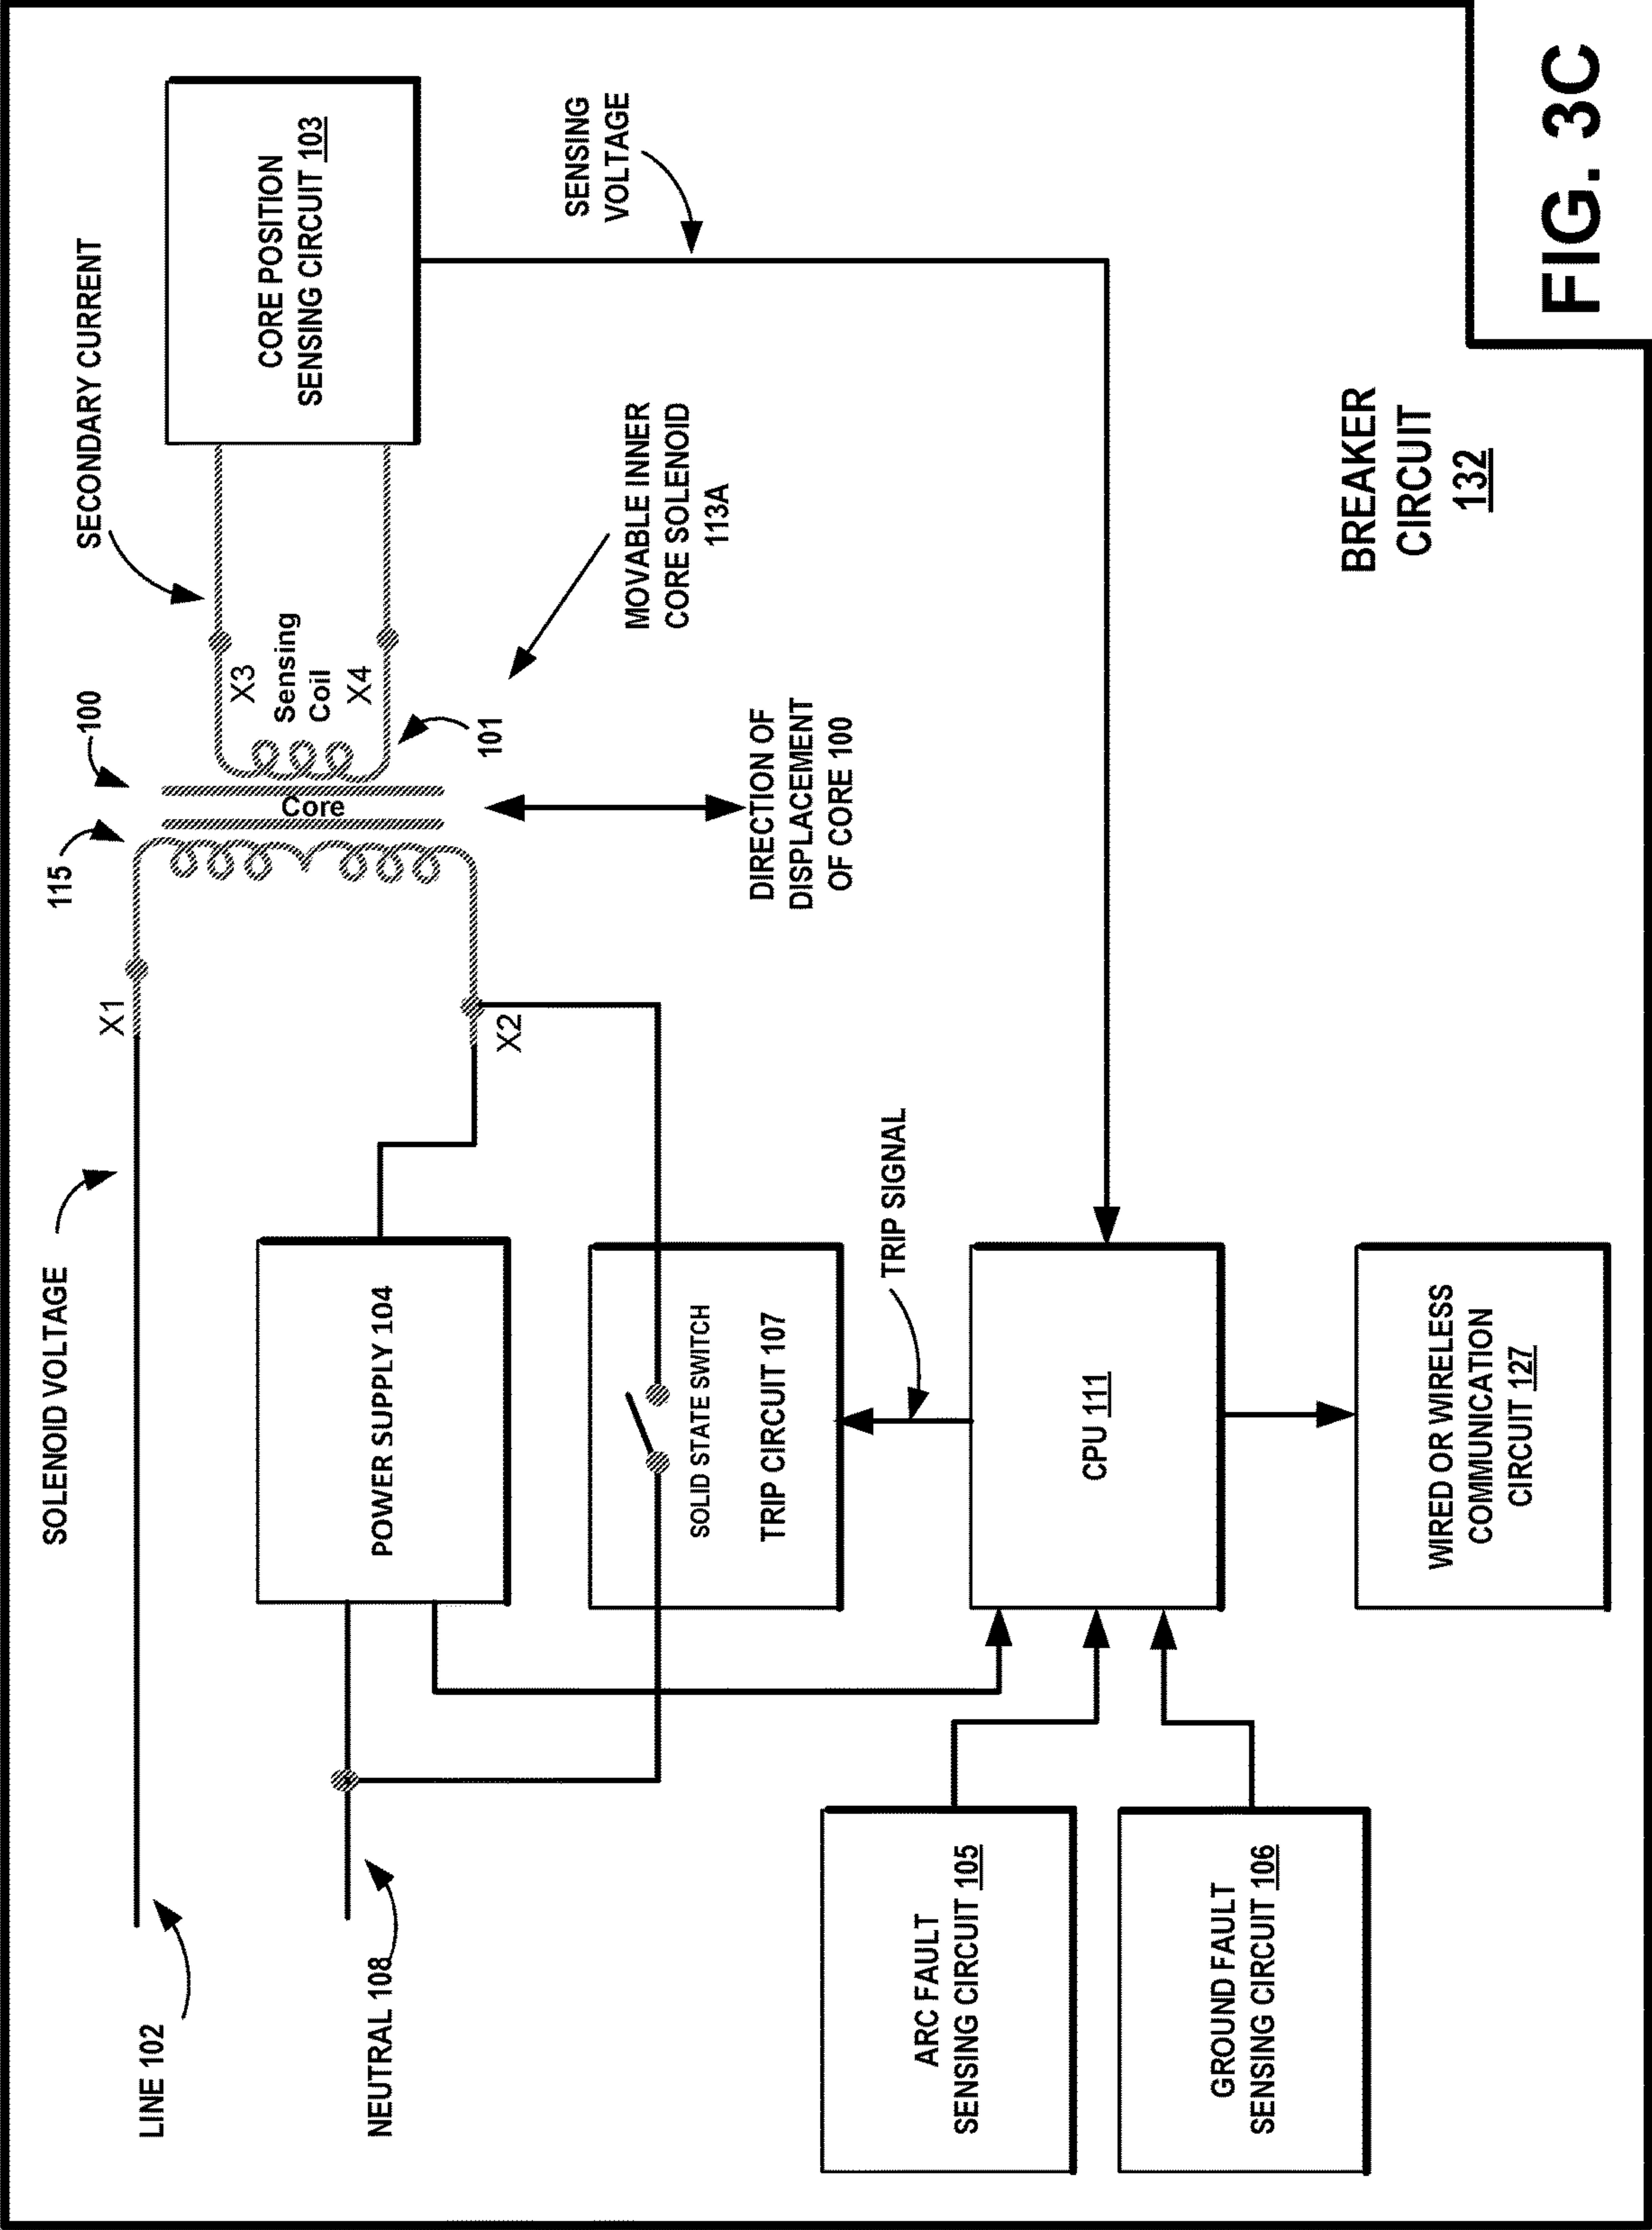 SOLENOID VOLTAGE
115
100
SECONDARY CURRENT
LINE 102
X1
X3
Sensing
Coil
X4
Core
CORE POSITION
SENSING CIRCUIT 103
NEUTRAL 108
POWER SUPPLY 104
X2
101
SENSING
VOLTAGE
MOVABLE INNER
CORE SOLENOID
113A
SOLID STATE SWITCH
TRIP CIRCUIT 107
DIRECTION OF
DISPLACEMENT
OF CORE 100
TRIP SIGNAL
ARC FAULT
SENSING CIRCUIT 105
CPU 111
GROUND FAULT
SENSING CIRCUIT 106
WIRED OR WIRELESS
COMMUNICATION
CIRCUIT 127
BREAKER
CIRCUIT
132
FIG. 3C